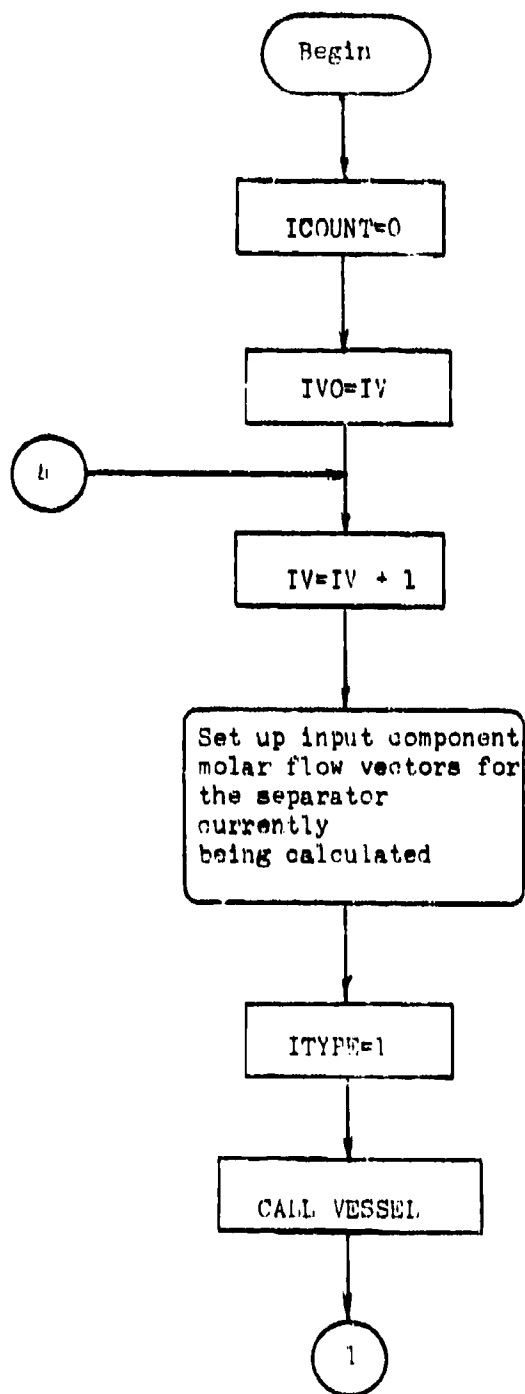 Begin
ICOUNT=0
IVO=IV
IV=IV + 1
Set up input component
molar flow vectors for
the separator
currently
being calculated
ITYPE=1
CALL VESSEL
1